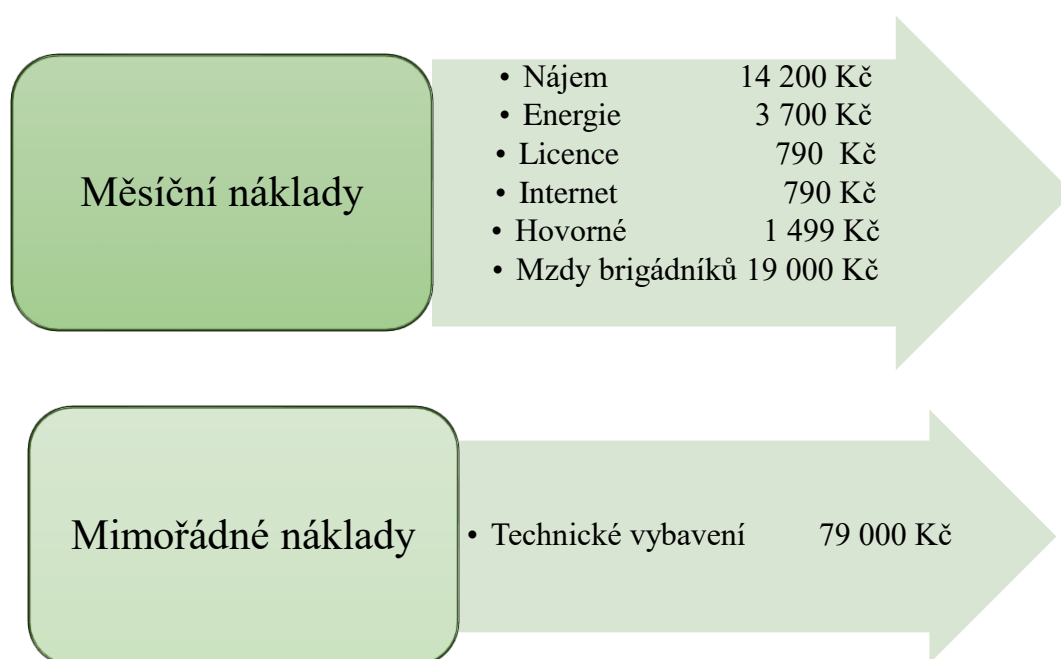 Měsíční náklady
• Nájem 14 200 Kč
• Energie 3 700 Kč
• Licence 790 Kč
• Internet 790 Kč
• Hovorné 1 499 Kč
• Mzdy brigádníků 19 000 Kč
Mimořádné náklady
• Technické vybavení 79 000 Kč